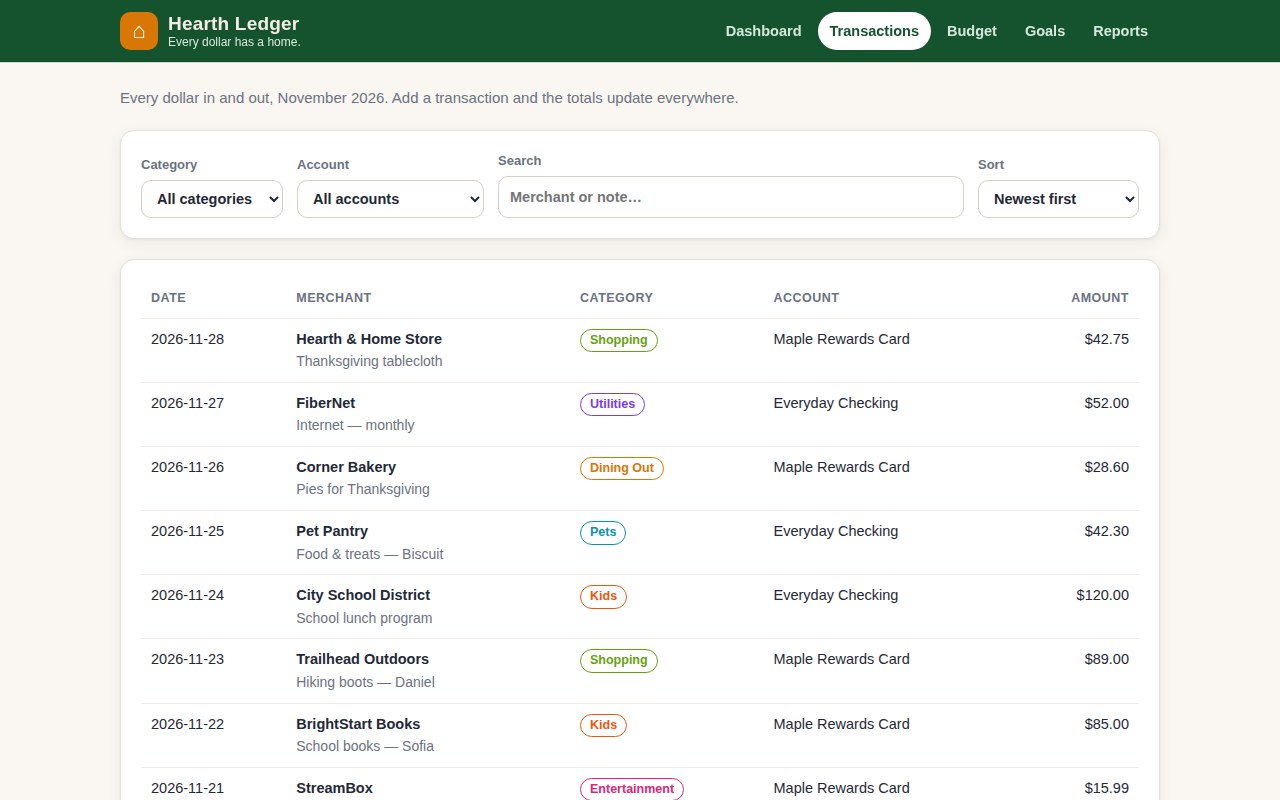 Hearth Ledger
Every dollar has a home.
Dashboard Transactions Budget Goals Reports
Every dollar in and out, November 2026. Add a transaction and the totals update everywhere.
Category Account Search Sort
All categories All accounts Merchant or note… Newest first
DATE MERCHANT CATEGORY ACCOUNT AMOUNT
2026-11-28 Hearth & Home Store Shopping Maple Rewards Card $42.75
Thanksgiving tablecloth
2026-11-27 FiberNet Utilities Everyday Checking $52.00
Internet — monthly
2026-11-26 Corner Bakery Dining Out Maple Rewards Card $28.60
Pies for Thanksgiving
2026-11-25 Pet Pantry Pets Everyday Checking $42.30
Food & treats — Biscuit
2026-11-24 City School District Kids Everyday Checking $120.00
School lunch program
2026-11-23 Trailhead Outdoors Shopping Maple Rewards Card $89.00
Hiking boots — Daniel
2026-11-22 BrightStart Books Kids Maple Rewards Card $85.00
School books — Sofia
2026-11-21 StreamBox Entertainment Maple Rewards Card $15.99